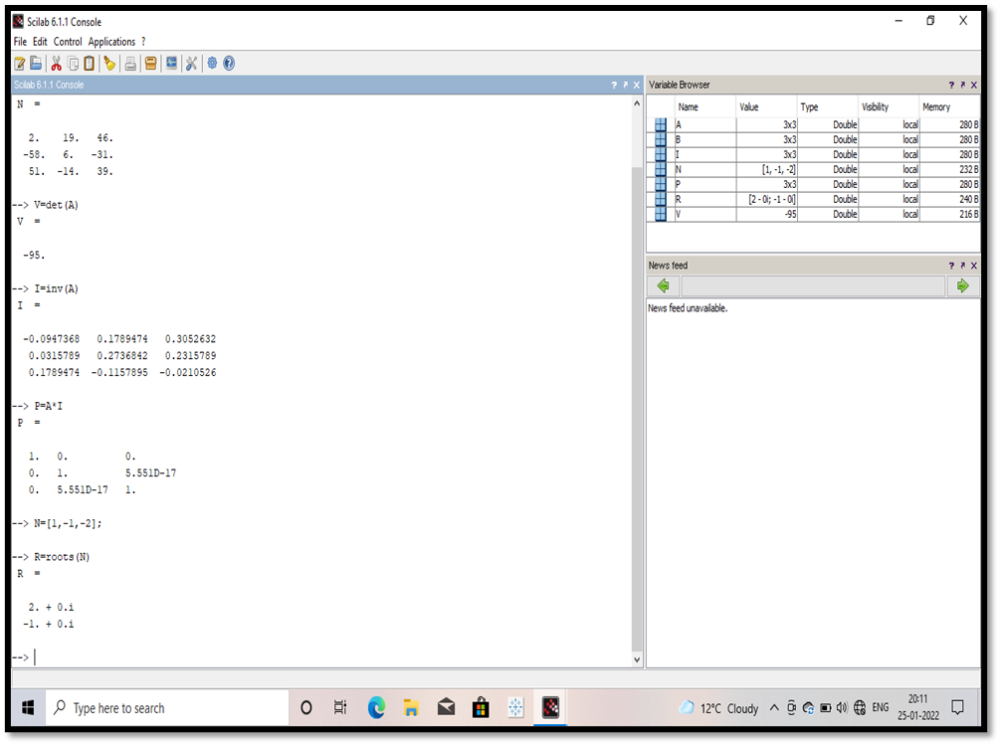 Scilab 6.1.1 Console
File Edit Control Applications ?
Scilab 6.1.1 Console ? ↗ X
N =
2. 19. 46.
-58. 6. -31.
51. -14. 39.
--> V=det(A)
V =
-95.
--> I=inv(A)
I =
-0.0947368 0.1789474 0.3052632
0.0315789 0.2736842 0.2315789
0.1789474 -0.1157895 -0.0210526
--> P=A*I
P =
1. 0. 0.
0. 1. 5.551D-17
0. 5.551D-17 1.
--> N=[1,-1,-2];
--> R=roots(N)
R =
2. + 0.i
-1. + 0.i
-->
Variable Browser ? ↗ X
Name Value Type Visibility Memory
A 3x3 Double local 280 B
B 3x3 Double local 280 B
I 3x3 Double local 280 B
N [1, -1, -2] Double local 232 B
P 3x3 Double local 280 B
R [2 - 0i; -1 - 0i] Double local 240 B
V -95 Double local 216 B
News feed ? ↗ X
News feed unavailable.
Type here to search
12°C Cloudy
ENG
20:11
25-01-2022